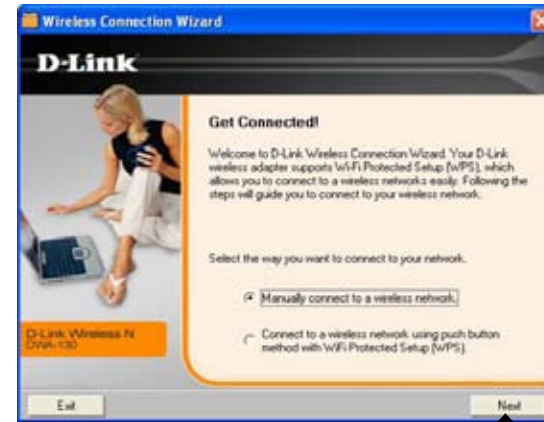 Wireless Connection Wizard
D-Link
Get Connected!
Welcome to D-Link Wireless Connection Wizard. Your D-Link
wireless adapter supports Wi-Fi Protected Setup (WPS), which
allows you to connect to a wireless networks easily. Following the
steps will guide you to connect to your wireless network.
Select the way you want to connect to your network.
Manually connect to a wireless network.
Connect to a wireless network using push button
method with WiFi Protected Setup (WPS).
D-Link Wireless N
DWA-130
Exit
Next